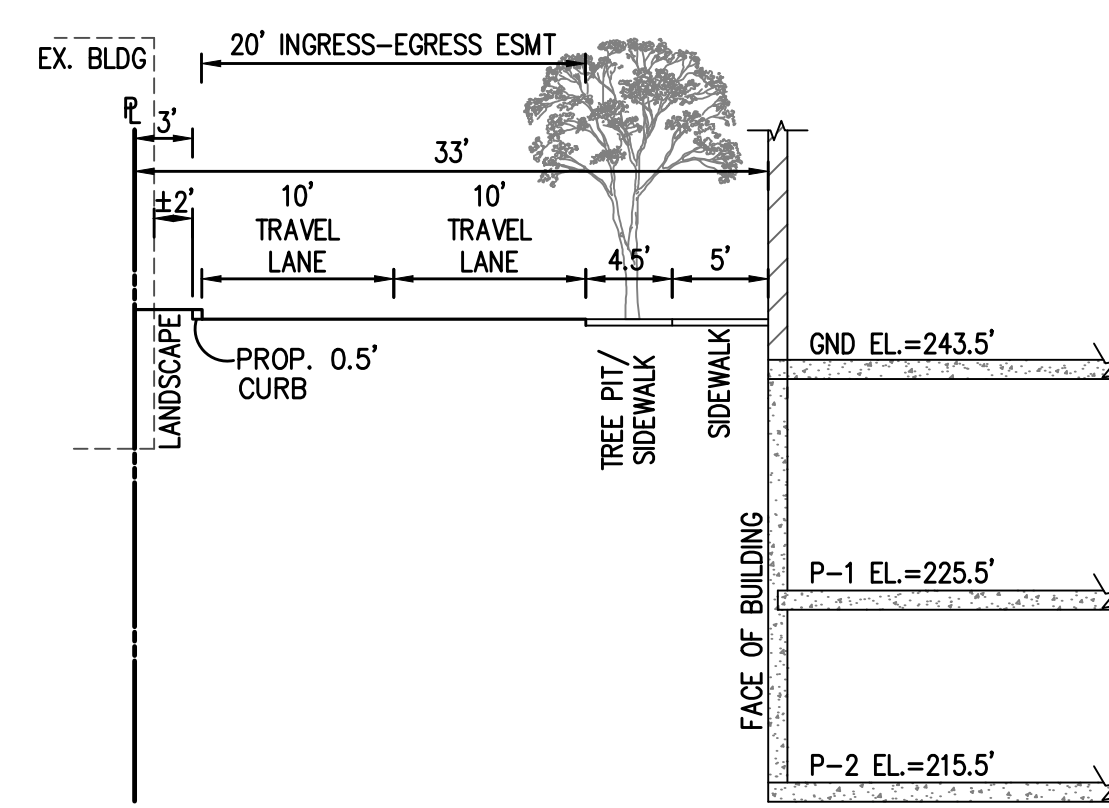 20' INGRESS-EGRESS ESMT
EX. BLDG
PL
3'
33'
±2'
10'
TRAVEL
LANE
10'
TRAVEL
LANE
4.5'
5'
LANDSCAPE
PROP. 0.5'
CURB
TREE PIT/
SIDEWALK
SIDEWALK
GND EL.=243.5'
FACE OF BUILDING
P-1 EL.=225.5'
P-2 EL.=215.5'